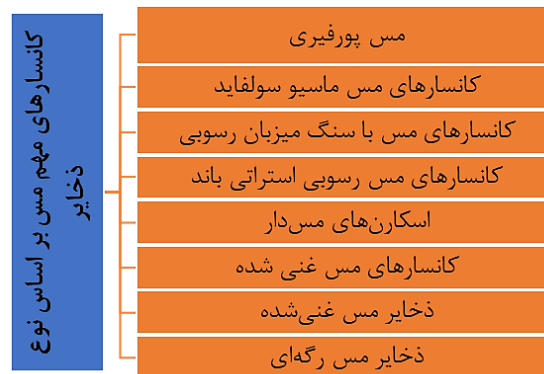 کانسارهای مهم مس بر اساس نوع
ذخایر
مس پورفیری
کانسارهای مس ماسیو سولفاید
کانسارهای مس با سنگ میزبان رسوبی
کانسارهای مس رسوبی استراتی باند
اسکارن‌های مس‌دار
کانسارهای مس غنی شده
ذخایر مس غنی‌شده
ذخایر مس رگه‌ای